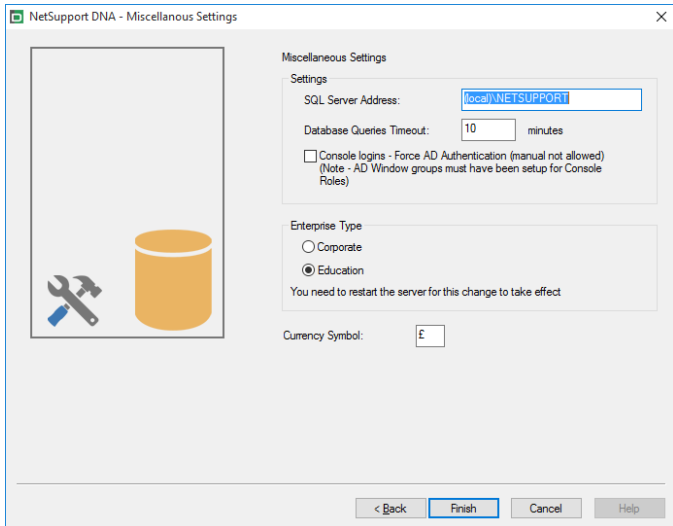 NetSupport DNA - Miscellanous Settings
Miscellaneous Settings
Settings
SQL Server Address: (local)\NETSUPPORT
Database Queries Timeout: 10 minutes
Console logins - Force AD Authentication (manual not allowed)
(Note - AD Window groups must have been setup for Console
Roles)
Enterprise Type
Corporate
Education
You need to restart the server for this change to take effect
Currency Symbol: £
< Back Finish Cancel Help